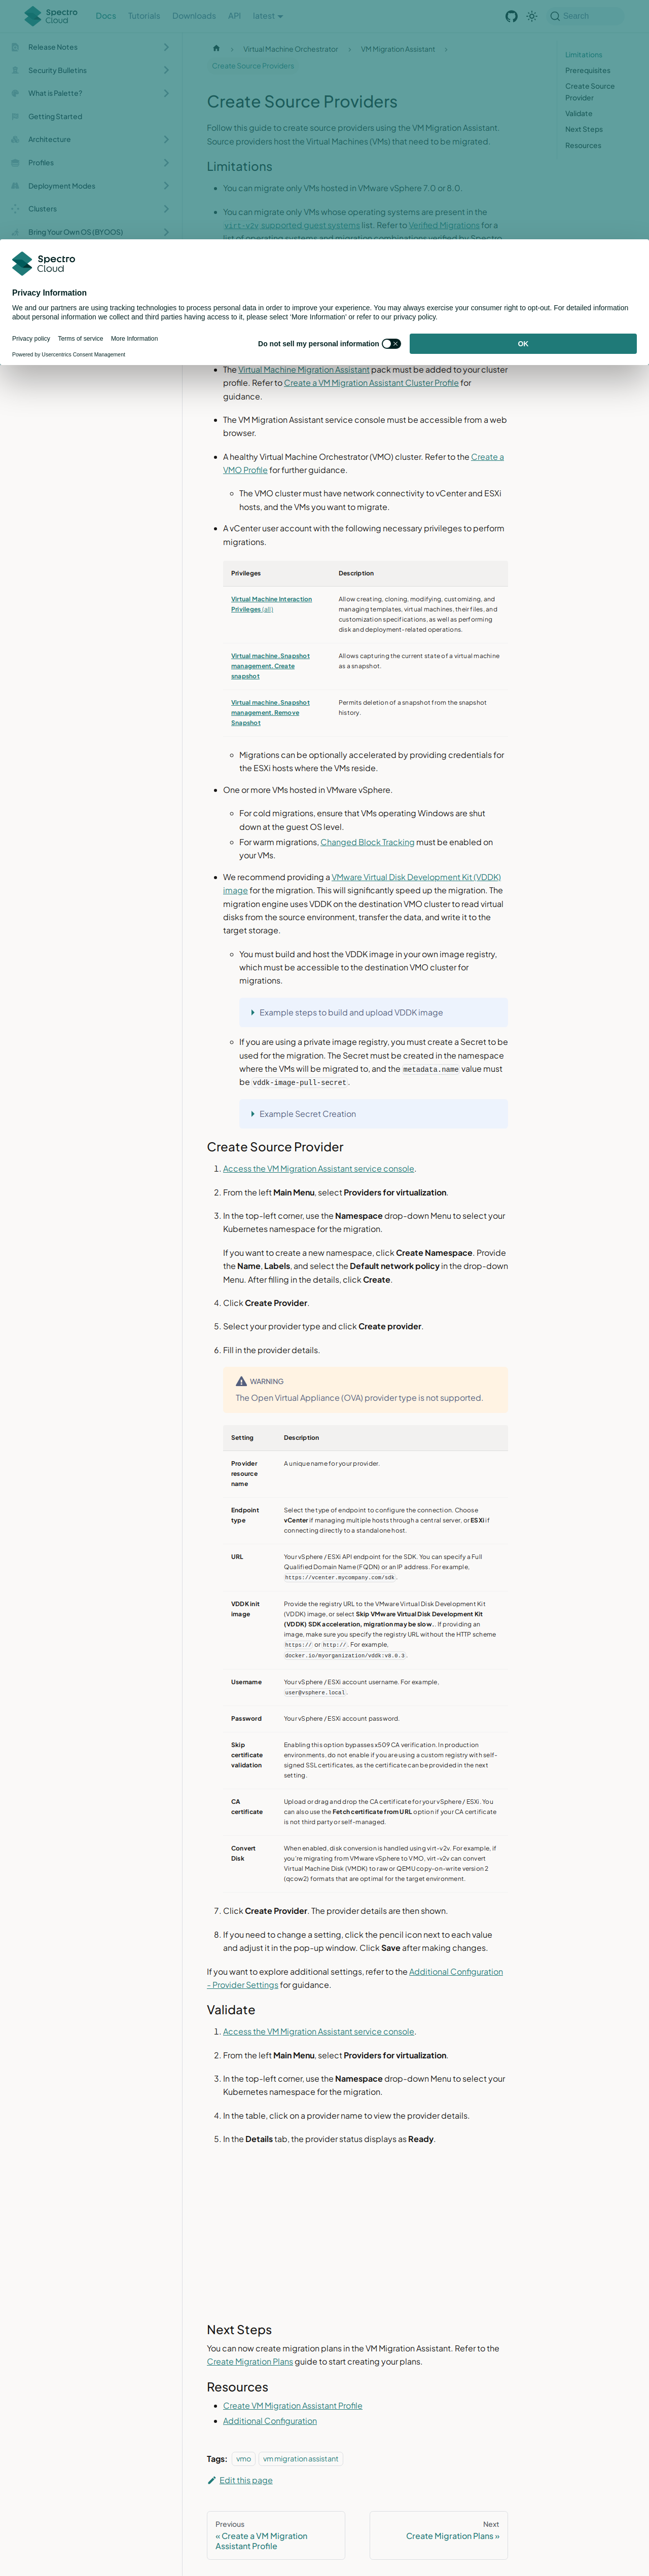 Spectro Cloud
Docs
Tutorials
Downloads
API
latest
Search
Release Notes
Security Bulletins
What is Palette?
Getting Started
Architecture
Profiles
Deployment Modes
Clusters
Bring Your Own OS (BYOOS)
Virtual Machine Orchestrator
VM Migration Assistant
Create Source Providers
Limitations
Prerequisites
Create Source
Provider
Validate
Next Steps
Resources
Create Source Providers
Follow this guide to create source providers using the VM Migration Assistant.
Source providers host the Virtual Machines (VMs) that need to be migrated.
Limitations
You can migrate only VMs hosted in VMware vSphere 7.0 or 8.0.
You can migrate only VMs whose operating systems are present in the
virt-v2v supported guest systems list. Refer to Verified Migrations for a
list of operating systems and migration combinations verified by Spectro
Spectro Cloud
Privacy Information
We and our partners are using tracking technologies to process personal data in order to improve your experience. You may always exercise your consumer right to opt-out. For detailed information
about personal information we collect and third parties having access to it, please select 'More Information' or refer to our privacy policy.
Privacy policy
Terms of service
More Information
Powered by Usercentrics Consent Management
Do not sell my personal information
OK
The Virtual Machine Migration Assistant pack must be added to your cluster
profile. Refer to Create a VM Migration Assistant Cluster Profile for
guidance.
The VM Migration Assistant service console must be accessible from a web
browser.
A healthy Virtual Machine Orchestrator (VMO) cluster. Refer to the Create a
VMO Profile for further guidance.
The VMO cluster must have network connectivity to vCenter and ESXi
hosts, and the VMs you want to migrate.
A vCenter user account with the following necessary privileges to perform
migrations.
Privileges
Description
Virtual Machine Interaction
Privileges (all)
Allow creating, cloning, modifying, customizing, and
managing templates, virtual machines, their files, and
customization specifications, as well as performing
disk and deployment-related operations.
Virtual machine. Snapshot
management. Create
snapshot
Allows capturing the current state of a virtual machine
as a snapshot.
Virtual machine. Snapshot
management. Remove
Snapshot
Permits deletion of a snapshot from the snapshot
history.
Migrations can be optionally accelerated by providing credentials for
the ESXi hosts where the VMs reside.
One or more VMs hosted in VMware vSphere.
For cold migrations, ensure that VMs operating Windows are shut
down at the guest OS level.
For warm migrations, Changed Block Tracking must be enabled on
your VMs.
We recommend providing a VMware Virtual Disk Development Kit (VDDK)
image for the migration. This will significantly speed up the migration. The
migration engine uses VDDK on the destination VMO cluster to read virtual
disks from the source environment, transfer the data, and write it to the
target storage.
You must build and host the VDDK image in your own image registry,
which must be accessible to the destination VMO cluster for
migrations.
Example steps to build and upload VDDK image
If you are using a private image registry, you must create a Secret to be
used for the migration. The Secret must be created in the namespace
where the VMs will be migrated to, and the metadata.name value must
be vddk-image-pull-secret.
Example Secret Creation
Create Source Provider
1. Access the VM Migration Assistant service console.
2. From the left Main Menu, select Providers for virtualization.
3. In the top-left corner, use the Namespace drop-down Menu to select your
Kubernetes namespace for the migration.
If you want to create a new namespace, click Create Namespace. Provide
the Name, Labels, and select the Default network policy in the drop-down
Menu. After filling in the details, click Create.
4. Click Create Provider.
5. Select your provider type and click Create provider.
6. Fill in the provider details.
WARNING
The Open Virtual Appliance (OVA) provider type is not supported.
Setting
Description
Provider
resource
name
A unique name for your provider.
Endpoint
type
Select the type of endpoint to configure the connection. Choose
vCenter if managing multiple hosts through a central server, or ESXi if
connecting directly to a standalone host.
URL
Your vSphere / ESXi API endpoint for the SDK. You can specify a Full
Qualified Domain Name (FQDN) or an IP address. For example,
https://vcenter.mycompany.com/sdk.
VDDK init
image
Provide the registry URL to the VMware Virtual Disk Development Kit
(VDDK) image, or select Skip VMware Virtual Disk Development Kit
(VDDK) SDK acceleration, migration may be slow.. If providing an
image, make sure you specify the registry URL without the HTTP scheme
https:// or http://. For example,
docker.io/myorganization/vddk:v8.0.3.
Username
Your vSphere / ESXi account username. For example,
user@vsphere.local.
Password
Your vSphere / ESXi account password.
Skip
certificate
validation
Enabling this option bypasses x509 CA verification. In production
environments, do not enable if you are using a custom registry with self-
signed SSL certificates, as the certificate can be provided in the next
setting.
CA
certificate
Upload or drag and drop the CA certificate for your vSphere / ESXi. You
can also use the Fetch certificate from URL option if your CA certificate
is not third party or self-managed.
Convert
Disk
When enabled, disk conversion is handled using virt-v2v. For example, if
you're migrating from VMware vSphere to VMO, virt-v2v can convert
Virtual Machine Disk (VMDK) to raw or QEMU copy-on-write version 2
(qcow2) formats that are optimal for the target environment.
7. Click Create Provider. The provider details are then shown.
8. If you need to change a setting, click the pencil icon next to each value
and adjust it in the pop-up window. Click Save after making changes.
If you want to explore additional settings, refer to the Additional Configuration
- Provider Settings for guidance.
Validate
1. Access the VM Migration Assistant service console.
2. From the left Main Menu, select Providers for virtualization.
3. In the top-left corner, use the Namespace drop-down Menu to select your
Kubernetes namespace for the migration.
4. In the table, click on a provider name to view the provider details.
5. In the Details tab, the provider status displays as Ready.
Next Steps
You can now create migration plans in the VM Migration Assistant. Refer to the
Create Migration Plans guide to start creating your plans.
Resources
Create VM Migration Assistant Profile
Additional Configuration
Tags:
vmo
vm migration assistant
Edit this page
Previous
« Create a VM Migration
Assistant Profile
Next
Create Migration Plans »